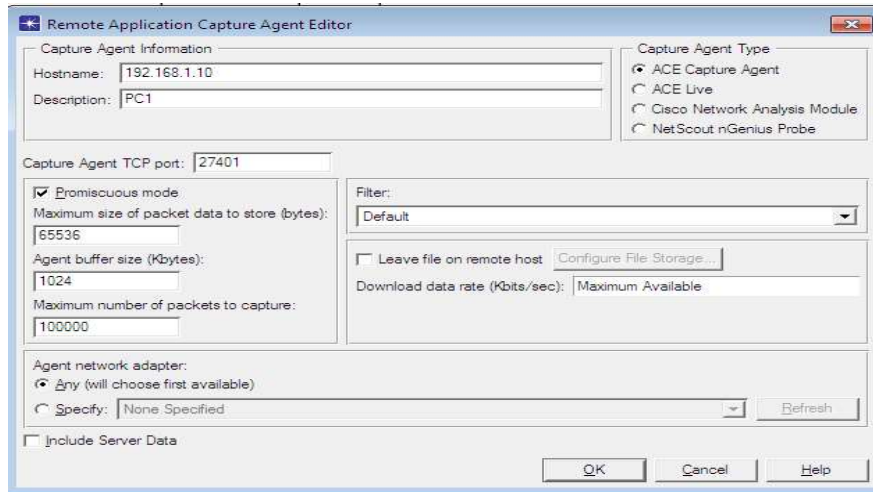 Remote Application Capture Agent Editor
Capture Agent Information
Hostname: 192.168.1.10
Description: PC1
Capture Agent Type
ACE Capture Agent
ACE Live
Cisco Network Analysis Module
NetScout nGenius Probe
Capture Agent TCP port: 27401
Promiscuous mode
Maximum size of packet data to store (bytes):
65536
Agent buffer size (Kbytes):
1024
Maximum number of packets to capture:
100000
Filter:
Default
Leave file on remote host Configure File Storage...
Download data rate (Kbits/sec): Maximum Available
Agent network adapter:
Any (will choose first available)
Specify: None Specified Refresh
Include Server Data
OK Cancel Help